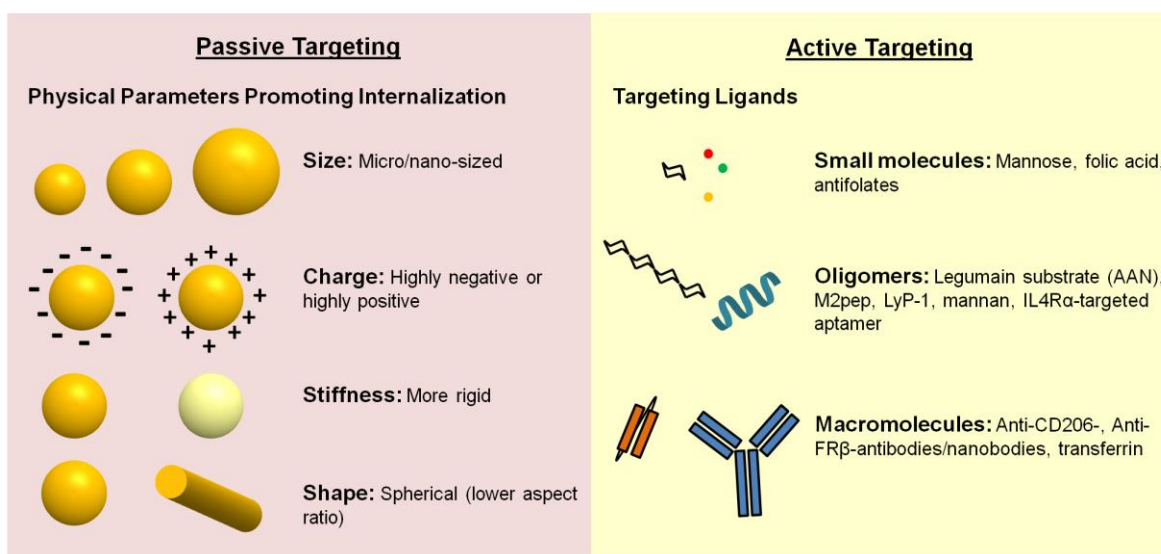 Passive Targeting
Physical Parameters Promoting Internalization
Size: Micro/nano-sized
Charge: Highly negative or
highly positive
Stiffness: More rigid
Shape: Spherical (lower aspect
ratio)
Active Targeting
Targeting Ligands
Small molecules: Mannose, folic acid,
antifolates
Oligomers: Legumain substrate (AAN),
M2pep, LyP-1, mannan, IL4Rα-targeted
aptamer
Macromolecules: Anti-CD206-, Anti-
FRβ-antibodies/nanobodies, transferrin